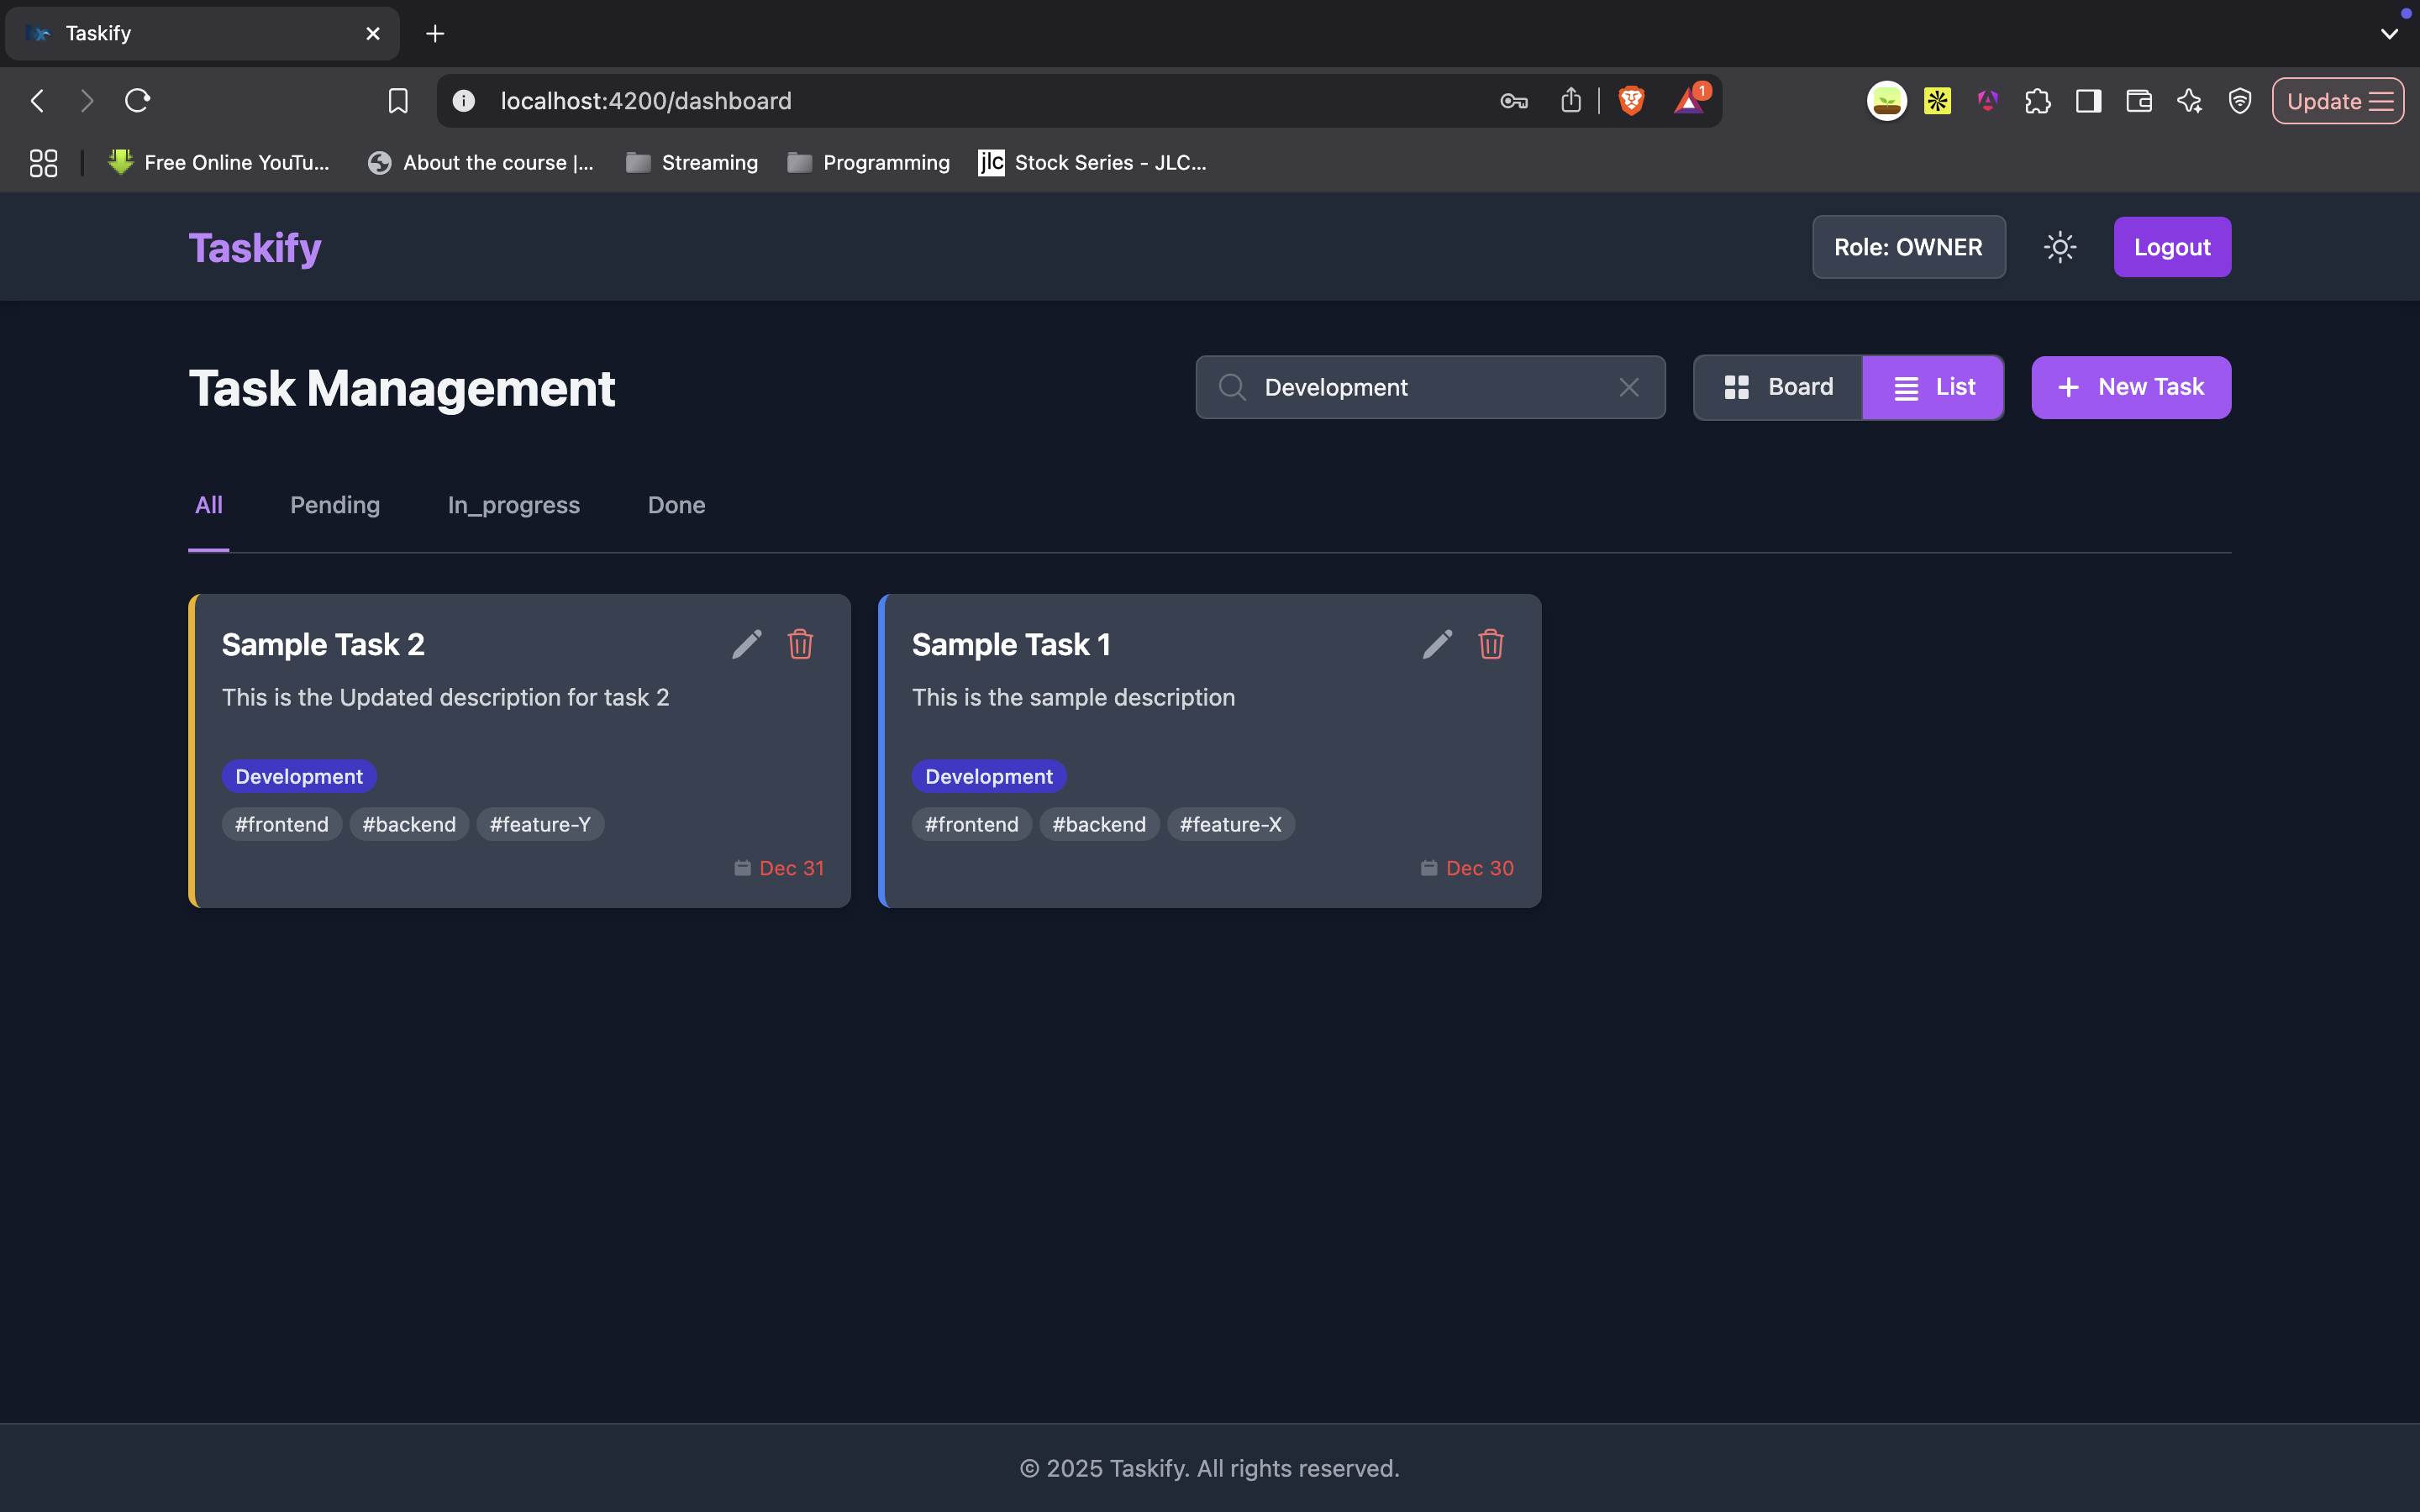 Taskify
localhost:4200/dashboard
1
Update
Free Online YouTu...
About the course |...
Streaming
Programming
jlc
Stock Series - JLC...
Taskify
Role: OWNER
Logout
Task Management
Development
Board
List
New Task
All
Pending
In_progress
Done
Sample Task 2
This is the Updated description for task 2
Development
#frontend #backend #feature-Y
Dec 31
Sample Task 1
This is the sample description
Development
#frontend #backend #feature-X
Dec 30
© 2025 Taskify. All rights reserved.